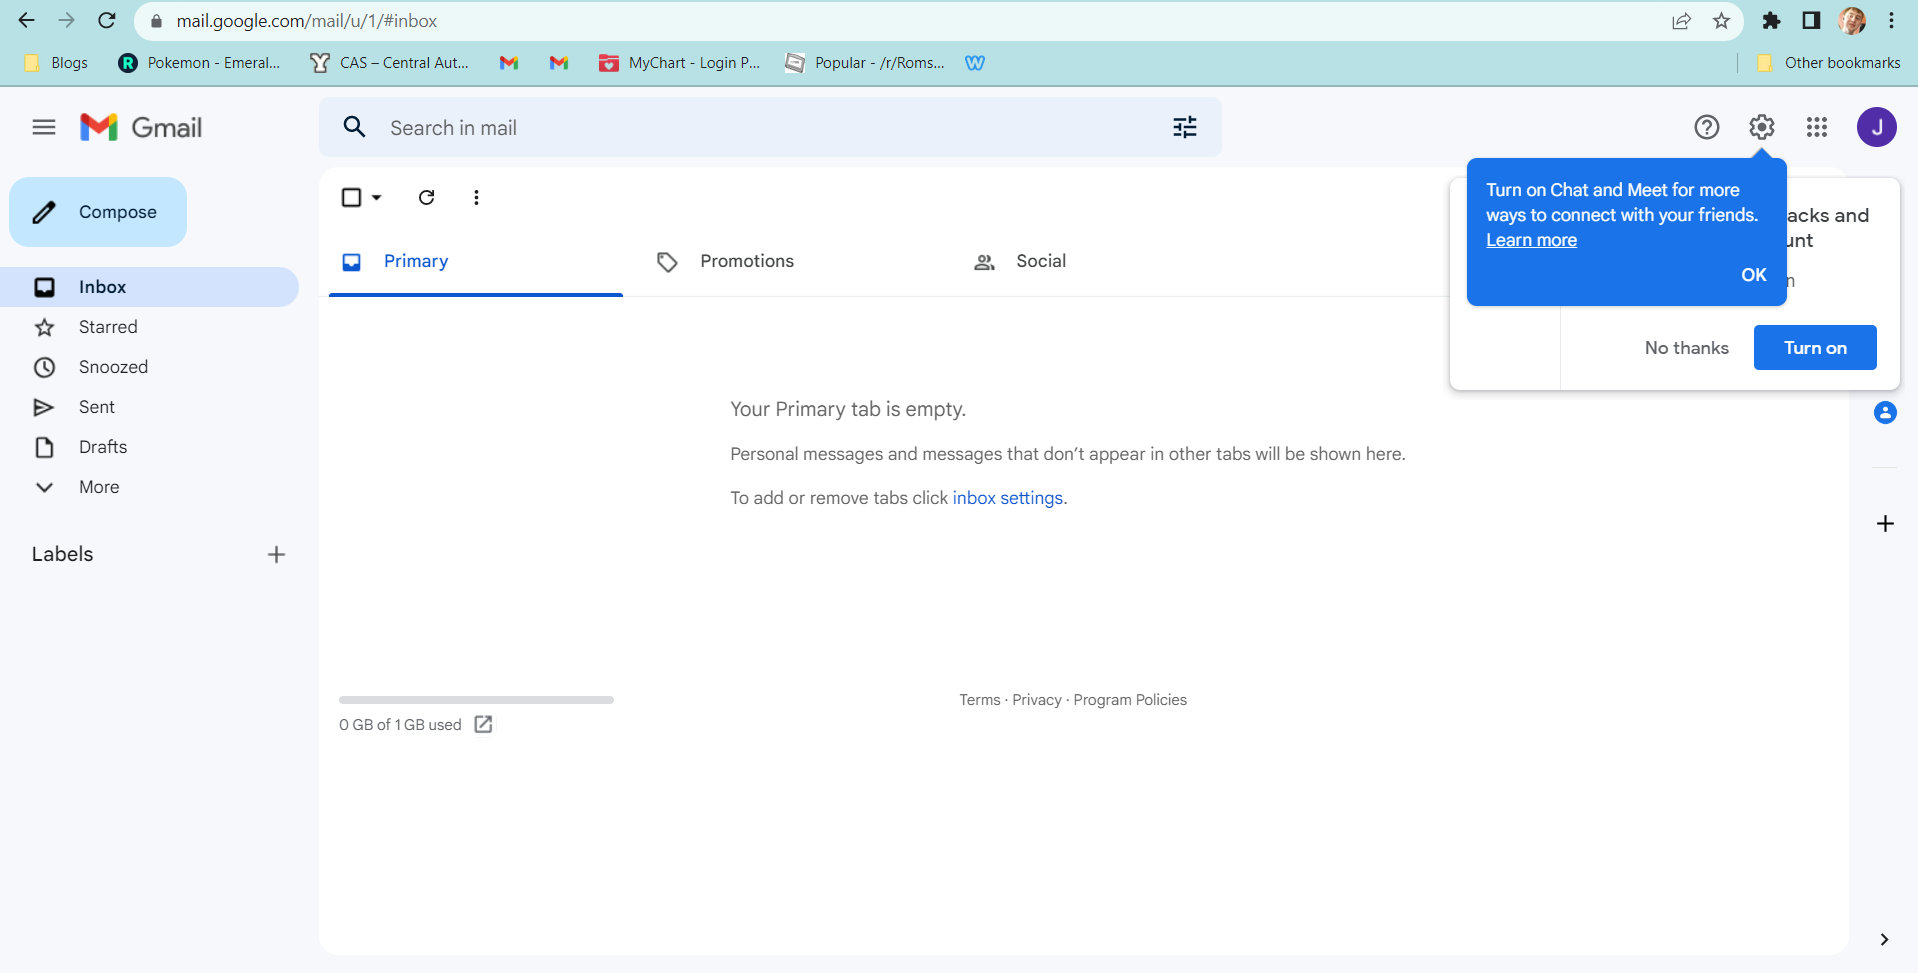 mail.google.com/mail/u/1/#inbox
Blogs
Pokemon - Emeral...
CAS – Central Aut...
MyChart - Login P...
Popular - /r/Roms...
Other bookmarks
Gmail
Search in mail
J
Compose
Inbox
Starred
Snoozed
Sent
Drafts
More
Labels
Primary
Promotions
Social
Turn on Chat and Meet for more
ways to connect with your friends.
Learn more
OK
No thanks
Turn on
Your Primary tab is empty.
Personal messages and messages that don't appear in other tabs will be shown here.
To add or remove tabs click inbox settings.
0 GB of 1 GB used
Terms · Privacy · Program Policies